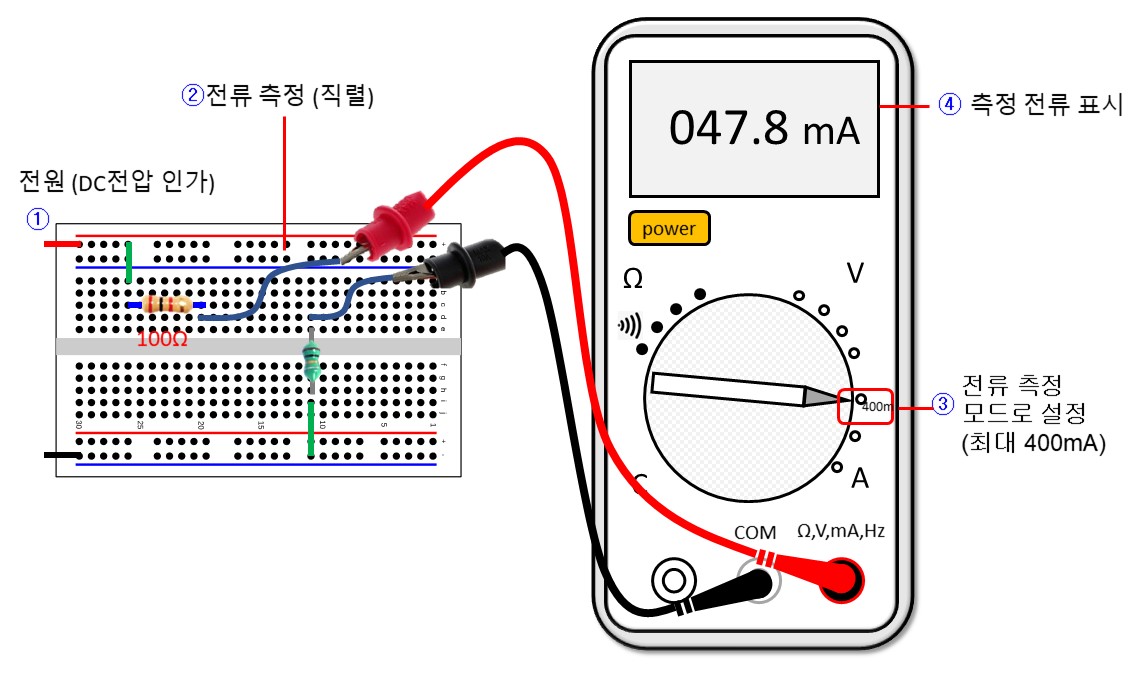 ②전류 측정 (직렬)
전원 (DC전압 인가)
①
047.8 mA
④ 측정 전류 표시
power
Ω
V
100Ω
400m
③ 전류 측정
모드로 설정
(최대 400mA)
A
C
COM
Ω,V,mA,Hz
+
b
c
d
e
f
g
h
i
j
30
25
20
10
5
1
+
-